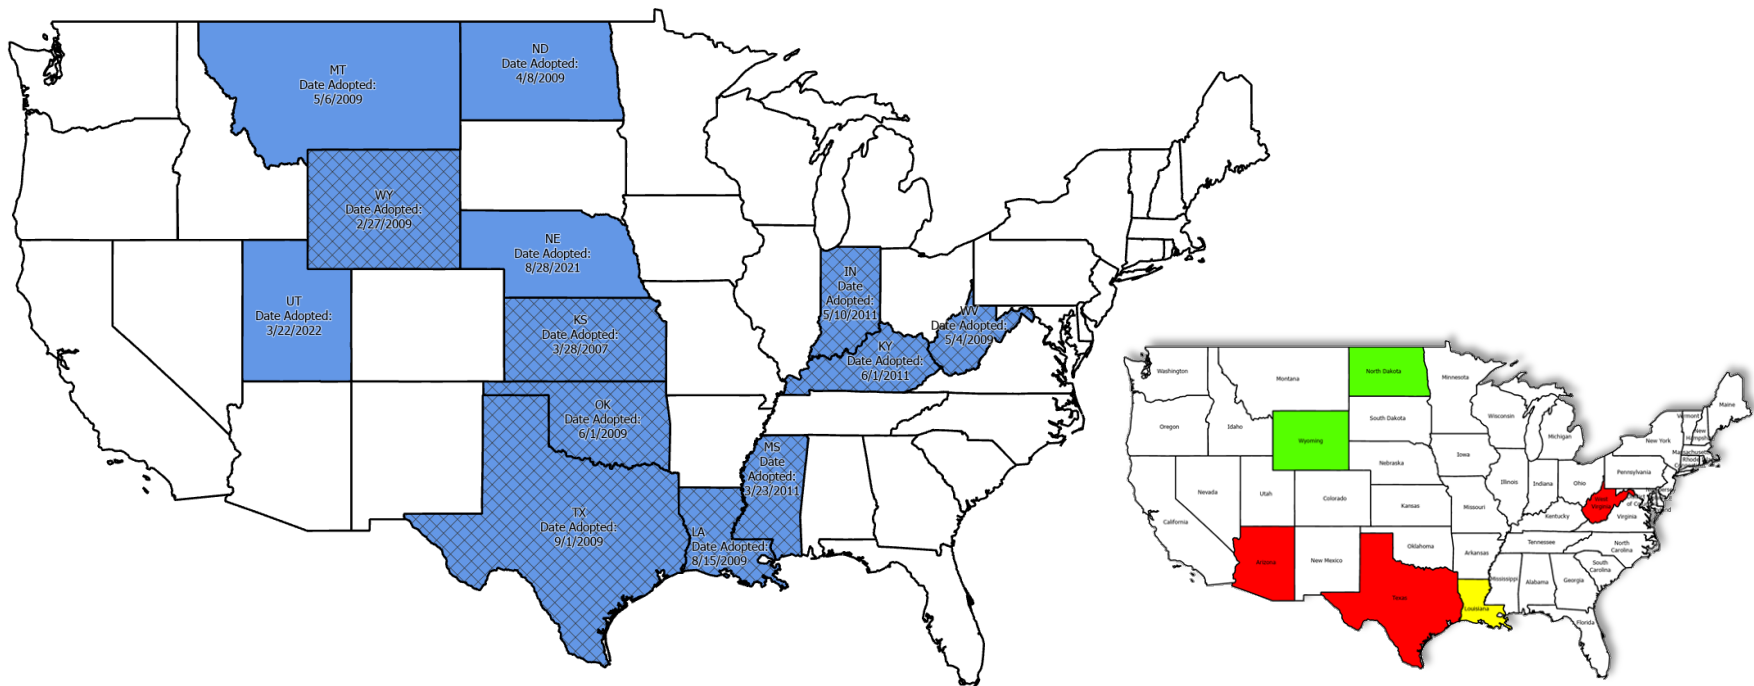 MT
Date Adopted:
5/6/2009
ND
Date Adopted:
4/8/2009
WY
Date Adopted:
2/27/2009
NE
Date Adopted:
8/28/2021
UT
Date Adopted:
3/22/2022
KS
Date Adopted:
3/28/2007
IN
Date
Adopted:
5/10/2011
WV
Date Adopted:
5/4/2009
KY
Date Adopted:
6/1/2011
OK
Date Adopted:
6/1/2009
MS
Date
Adopted:
3/23/2011
TX
Date Adopted:
9/1/2009
LA
Date Adopted:
8/15/2009
Washington
Montana
North Dakota
Minnesota
Maine
Oregon
Idaho
Wyoming
South Dakota
Wisconsin
Michigan
Vermont
New
Hampshire
New York
Massachusetts
Rhode
Nebraska
Iowa
Pennsylvania
Nevada
Utah
Colorado
Kansas
Missouri
Illinois
Indiana
Ohio
West
Virginia
Virginia
California
Kentucky
Arizona
New Mexico
Oklahoma
Arkansas
Tennessee
North
Carolina
South
Carolina
Texas
Louisiana
Mississippi
Alabama
Georgia
Florida